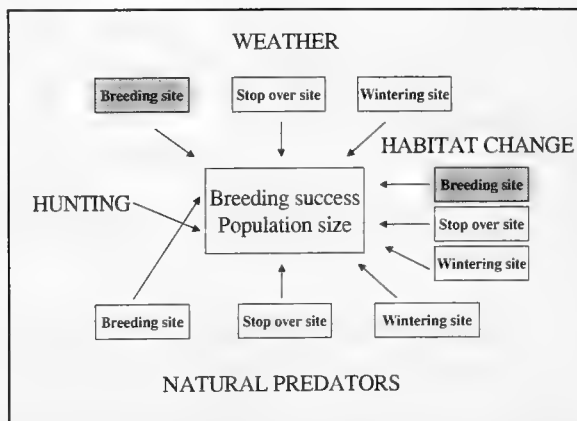 WEATHER
Breeding site
Stop over site
Wintering site
HABITAT CHANGE
Breeding site
HUNTING
Breeding success
Population size
Stop over site
Wintering site
Breeding site
Stop over site
Wintering site
NATURAL PREDATORS